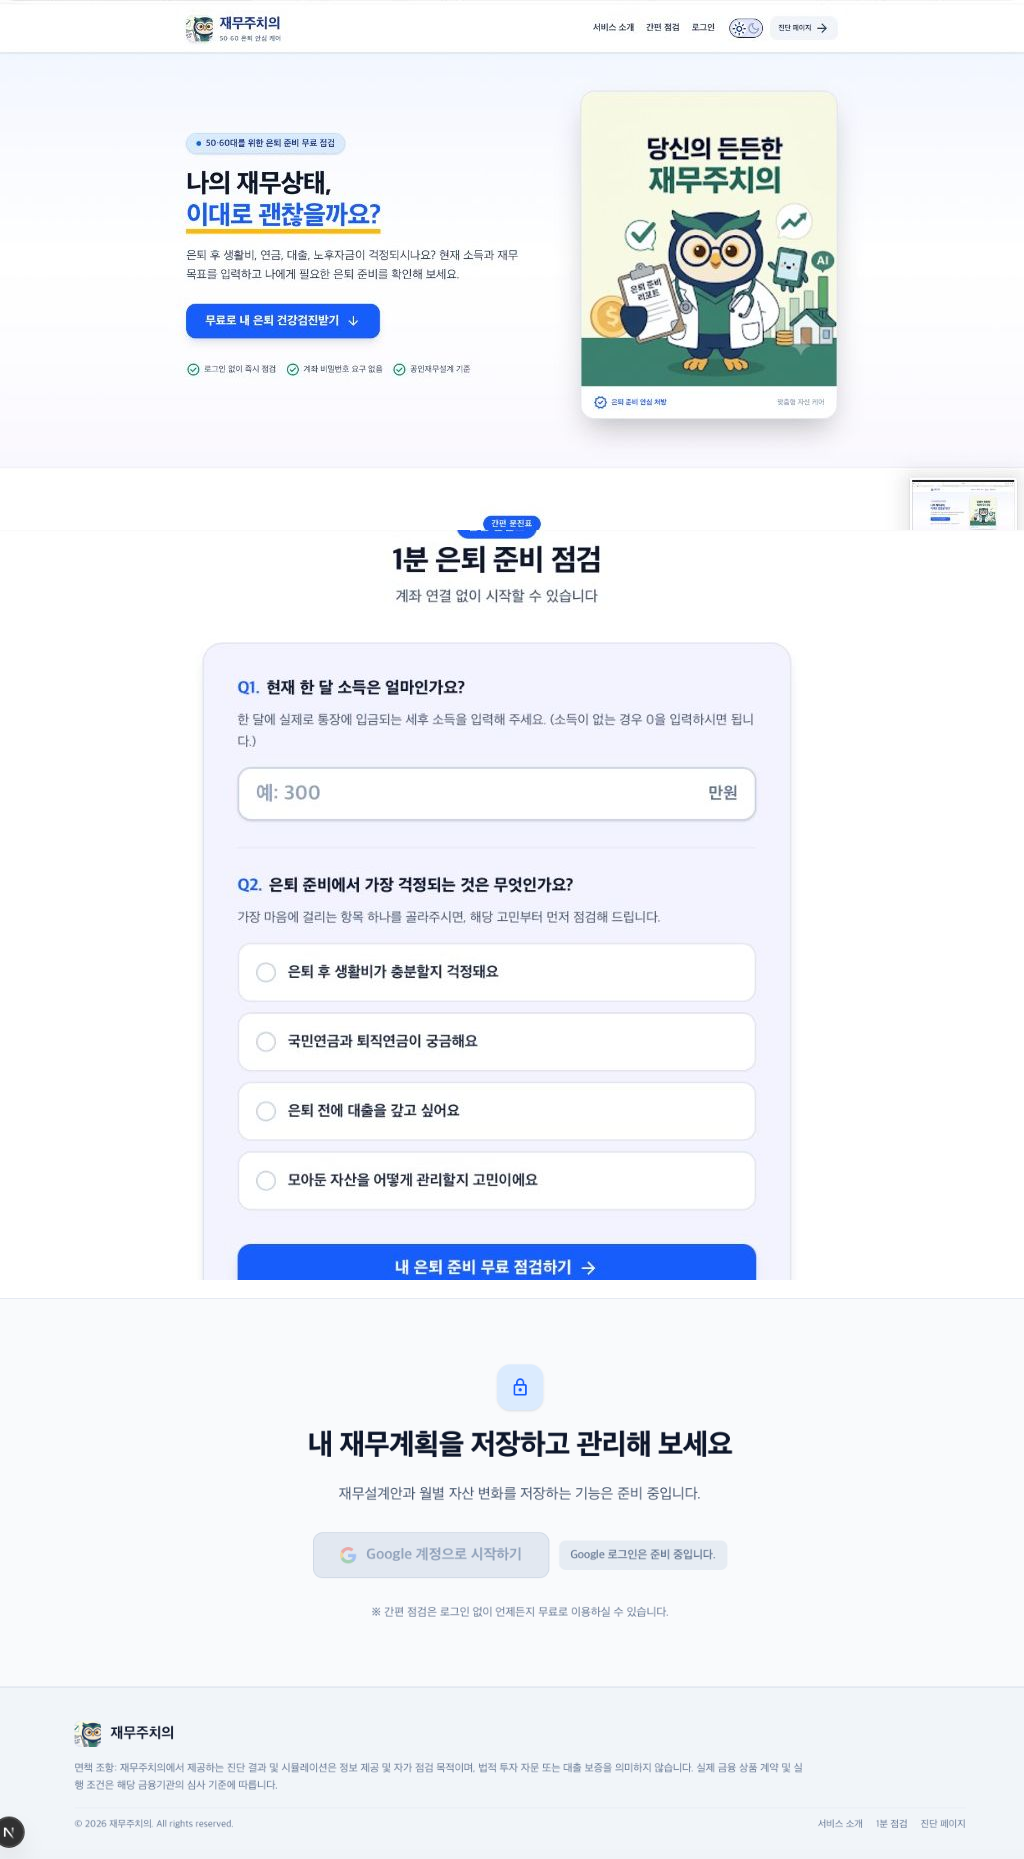 재무주치의
50·60 은퇴 안심 케어
서비스 소개
간편 점검
로그인
진단 페이지
50·60대를 위한 은퇴 준비 무료 점검
나의 재무상태,
이대로 괜찮을까요?
은퇴 후 생활비, 연금, 대출, 노후자금이 걱정되시나요? 현재 소득과 재무
목표를 입력하고 나에게 필요한 은퇴 준비를 확인해 보세요.
무료로 내 은퇴 건강검진받기
로그인 없이 즉시 점검
계좌 비밀번호 요구 없음
공인재무설계 기준
당신의 든든한
재무주치의
은퇴 준비
리포트
AI
은퇴 준비 안심 처방
맞춤형 자산 케어
간편 문진표
1분 은퇴 준비 점검
계좌 연결 없이 시작할 수 있습니다
Q1. 현재 한 달 소득은 얼마인가요?
한 달에 실제로 통장에 입금되는 세후 소득을 입력해 주세요. (소득이 없는 경우 0을 입력하시면 됩니
다.)
예: 300
만원
Q2. 은퇴 준비에서 가장 걱정되는 것은 무엇인가요?
가장 마음에 걸리는 항목 하나를 골라주시면, 해당 고민부터 먼저 점검해 드립니다.
은퇴 후 생활비가 충분할지 걱정돼요
국민연금과 퇴직연금이 궁금해요
은퇴 전에 대출을 갚고 싶어요
모아둔 자산을 어떻게 관리할지 고민이에요
내 은퇴 준비 무료 점검하기
내 재무계획을 저장하고 관리해 보세요
재무설계안과 월별 자산 변화를 저장하는 기능은 준비 중입니다.
Google 계정으로 시작하기
Google 로그인은 준비 중입니다.
※ 간편 점검은 로그인 없이 언제든지 무료로 이용하실 수 있습니다.
재무주치의
면책 조항: 재무주치의에서 제공하는 진단 결과 및 시뮬레이션은 정보 제공 및 자가 점검 목적이며, 법적 투자 자문 또는 대출 보증을 의미하지 않습니다. 실제 금융 상품 계약 및 실
행 조건은 해당 금융기관의 심사 기준에 따릅니다.
© 2026 재무주치의. All rights reserved.
서비스 소개
1분 점검
진단 페이지
N